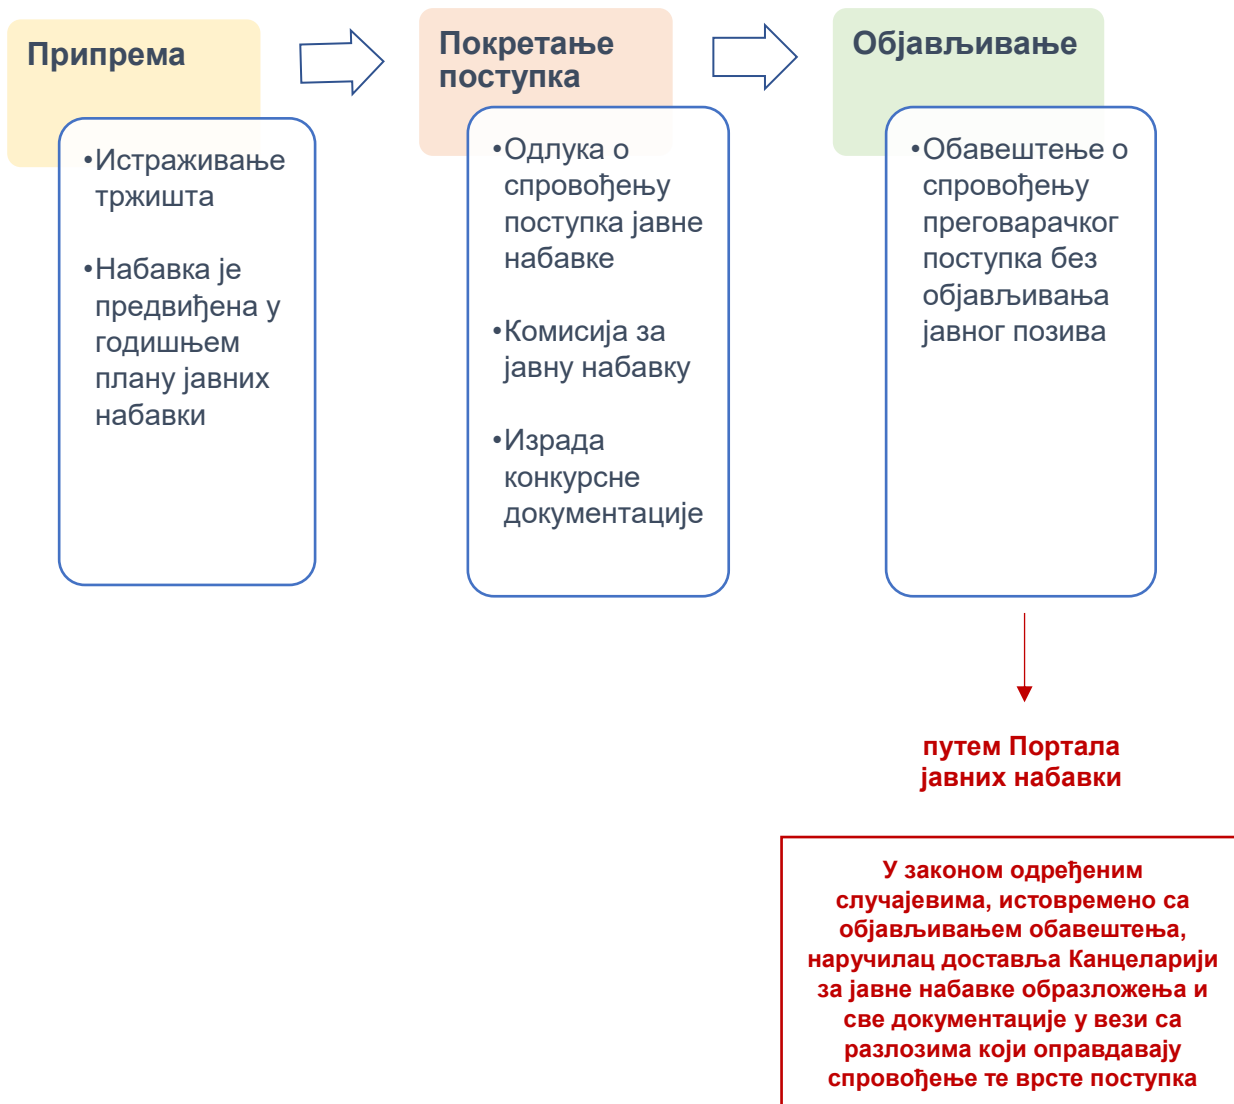 Припрема
•Истраживање
тржишта
•Набавка је
предвиђена у
годишњем
плану јавних
набавки
Покретање
поступка
•Одлука о
спровођењу
поступка јавне
набавке
•Комисија за
јавну набавку
•Израда
конкурсне
документације
Објављивање
•Обавештење о
спровођењу
преговарачког
поступка без
објављивања
јавног позива
путем Портала
јавних набавки
У законом одређеним
случајевима, истовремено са
објављивањем обавештења,
наручилац доставља Канцеларији
за јавне набавке образложења и
све документације у вези са
разлозима који оправдавају
спровођење те врсте поступка